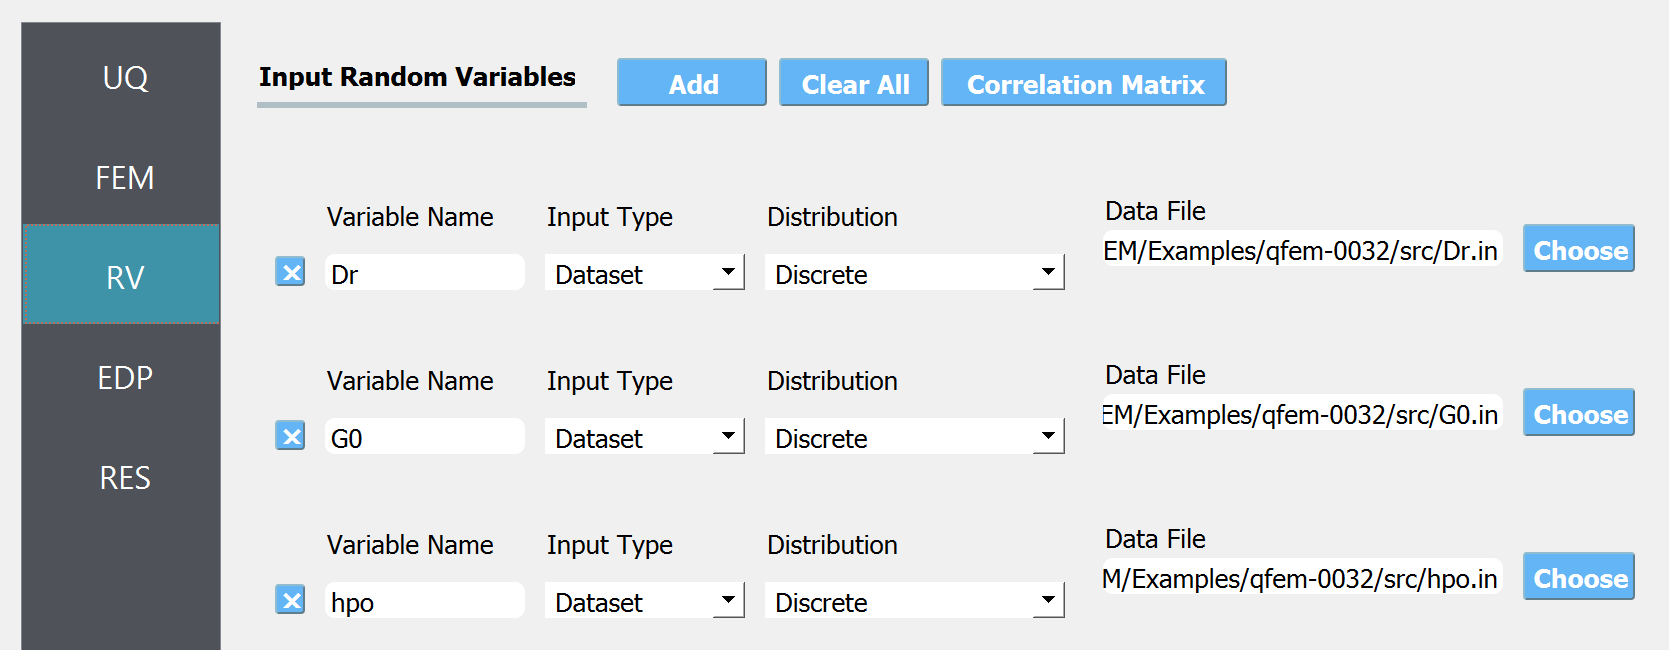 UQ
FEM
RV
EDP
RES
Input Random Variables Add Clear All Correlation Matrix
Variable Name Input Type Distribution Data File
Dr Dataset Discrete EM/Examples/qfem-0032/src/Dr.in Choose
Variable Name Input Type Distribution Data File
G0 Dataset Discrete EM/Examples/qfem-0032/src/G0.in Choose
Variable Name Input Type Distribution Data File
hpo Dataset Discrete M/Examples/qfem-0032/src/hpo.in Choose